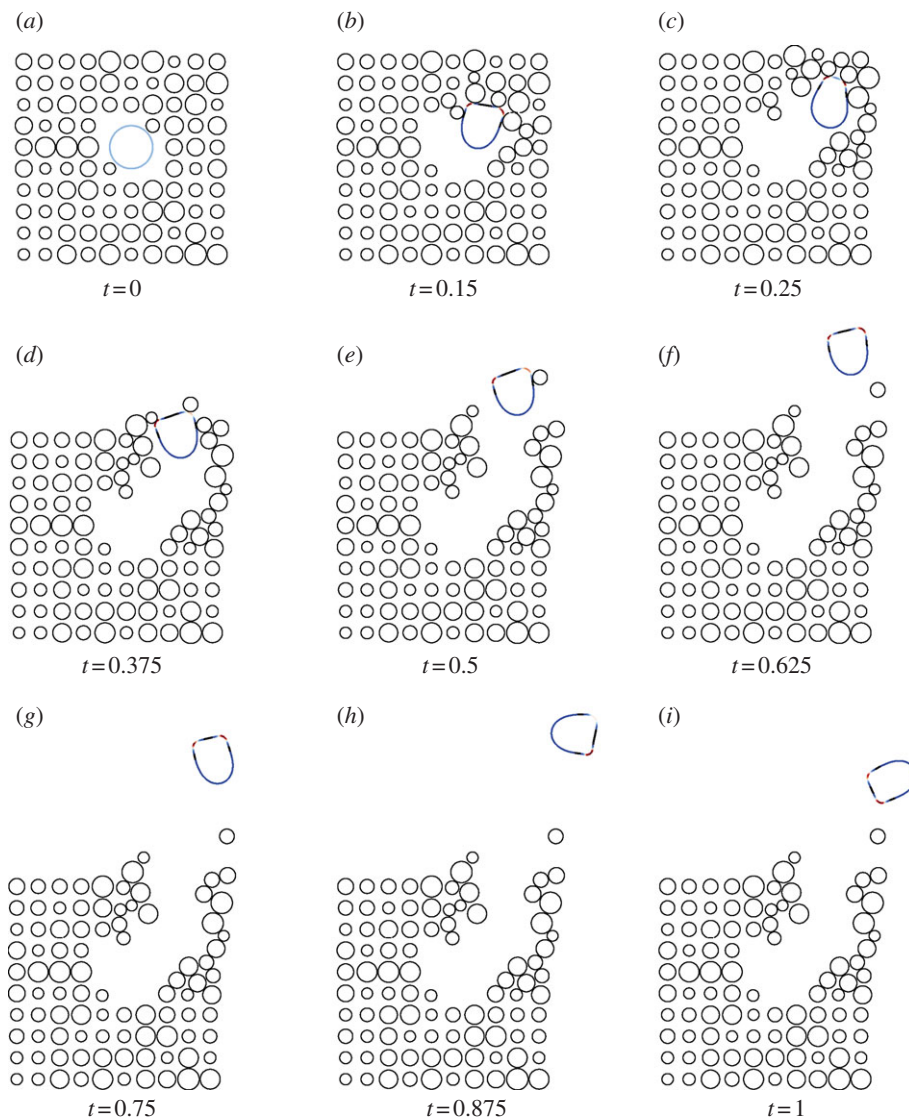 (a) (b) (c)
t=0 t=0.15 t=0.25
(d) (e) (f)
t=0.375 t=0.5 t=0.625
(g) (h) (i)
t=0.75 t=0.875 t=1